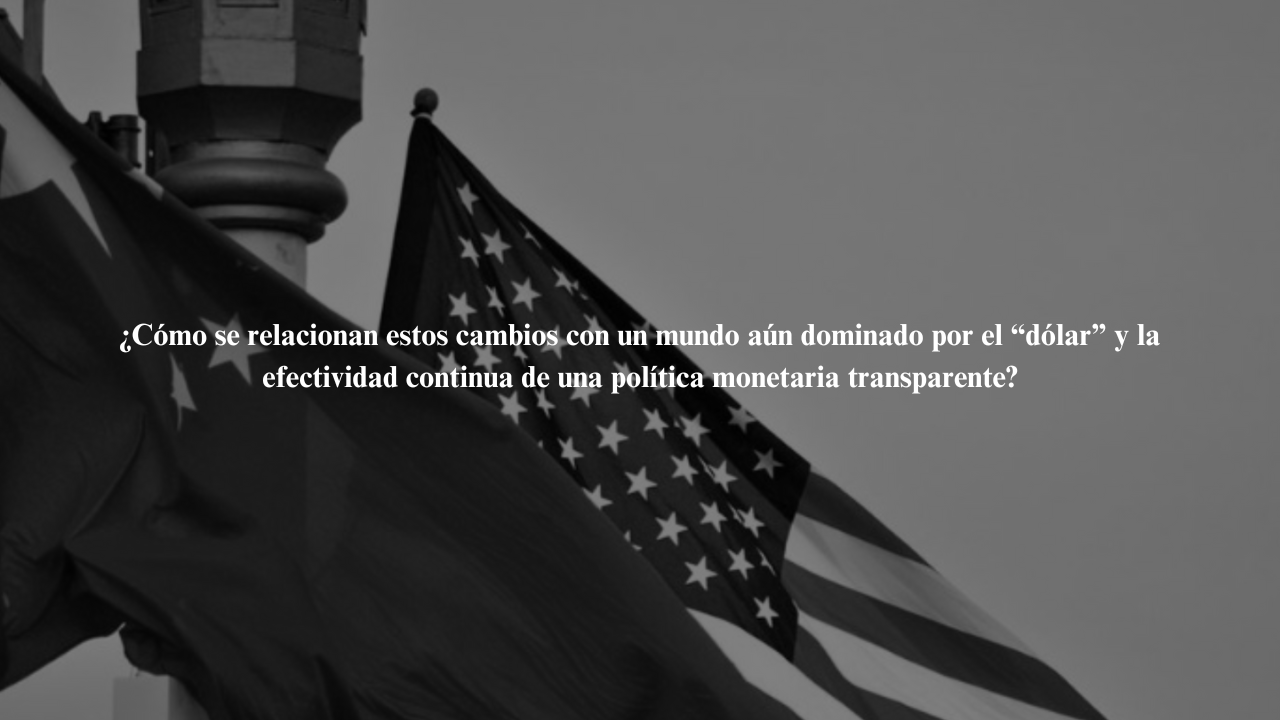 ¿Cómo se relacionan estos cambios con un mundo aún dominado por el “dólar” y la
efectividad continua de una política monetaria transparente?